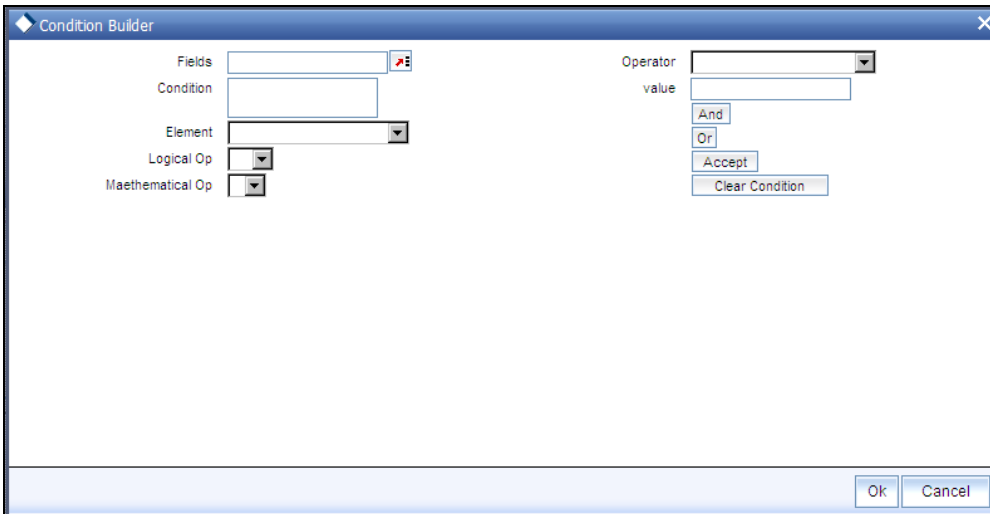 Condition Builder
Fields
Operator
Condition
value
And
Element
Or
Logical Op
Accept
Maethematical Op
Clear Condition
Ok
Cancel